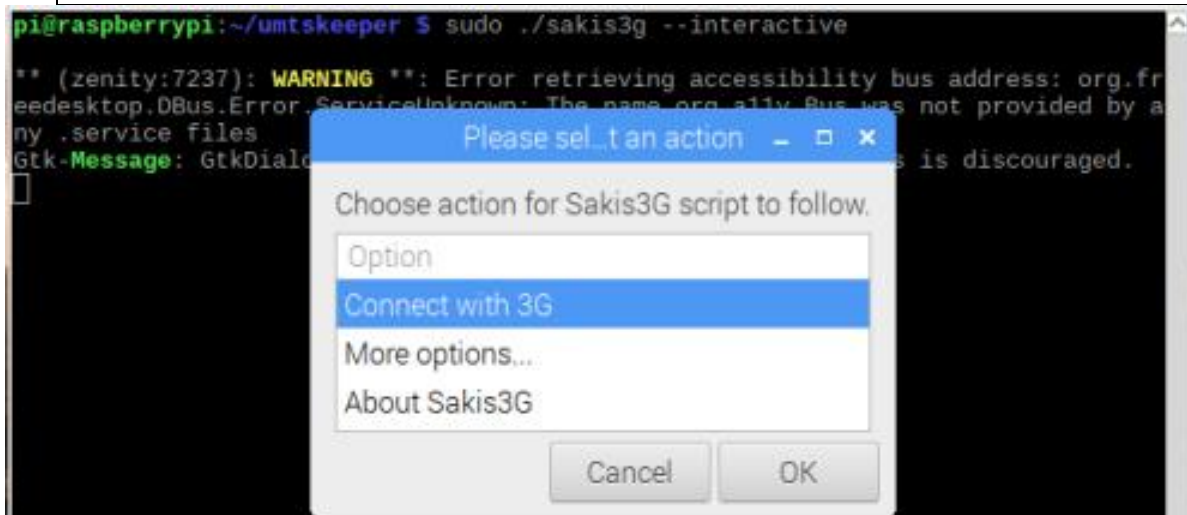 pi@raspberrypi:~/umtskeeper $ sudo ./sakis3g --interactive
** (zenity:7237): WARNING **: Error retrieving accessibility bus address: org.fr
eedesktop.DBus.Error.ServiceUnknown: The name org.a11y.Bus was not provided by a
ny .service files
Gtk-Message: GtkDialo s is discouraged.
Please sel...t an action
Choose action for Sakis3G script to follow.
Option
Connect with 3G
More options...
About Sakis3G
Cancel OK